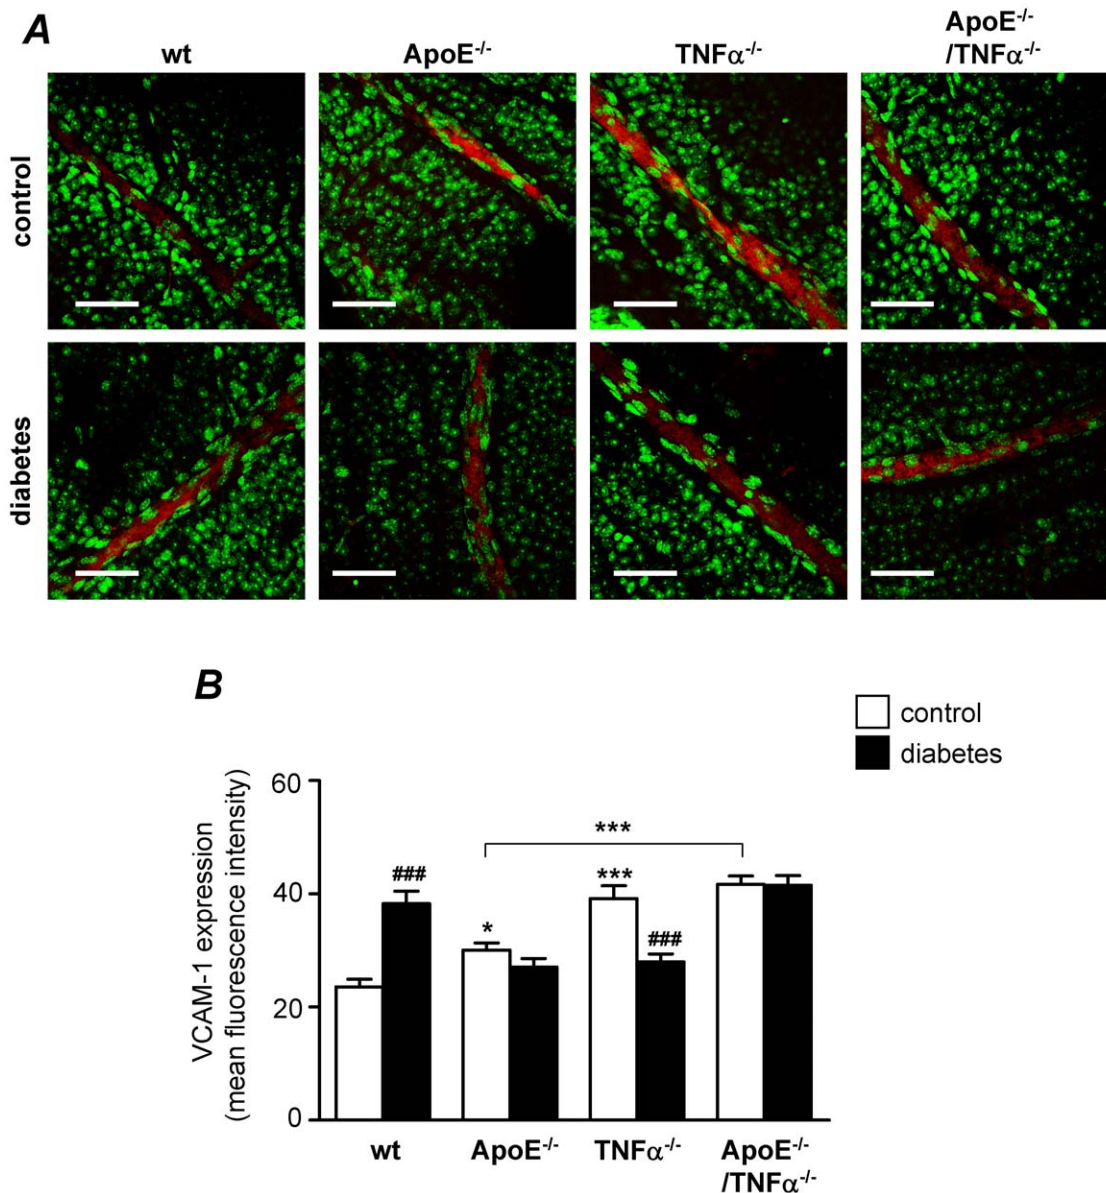 A
wt
ApoE-/-
TNFα-/-
ApoE-/-
/TNFα-/-
control
diabetes
B
control
diabetes
VCAM-1 expression
(mean fluorescence intensity)
60
40
20
0
###
*
***
###
***
wt
ApoE-/-
TNFα-/-
ApoE-/-
/TNFα-/-